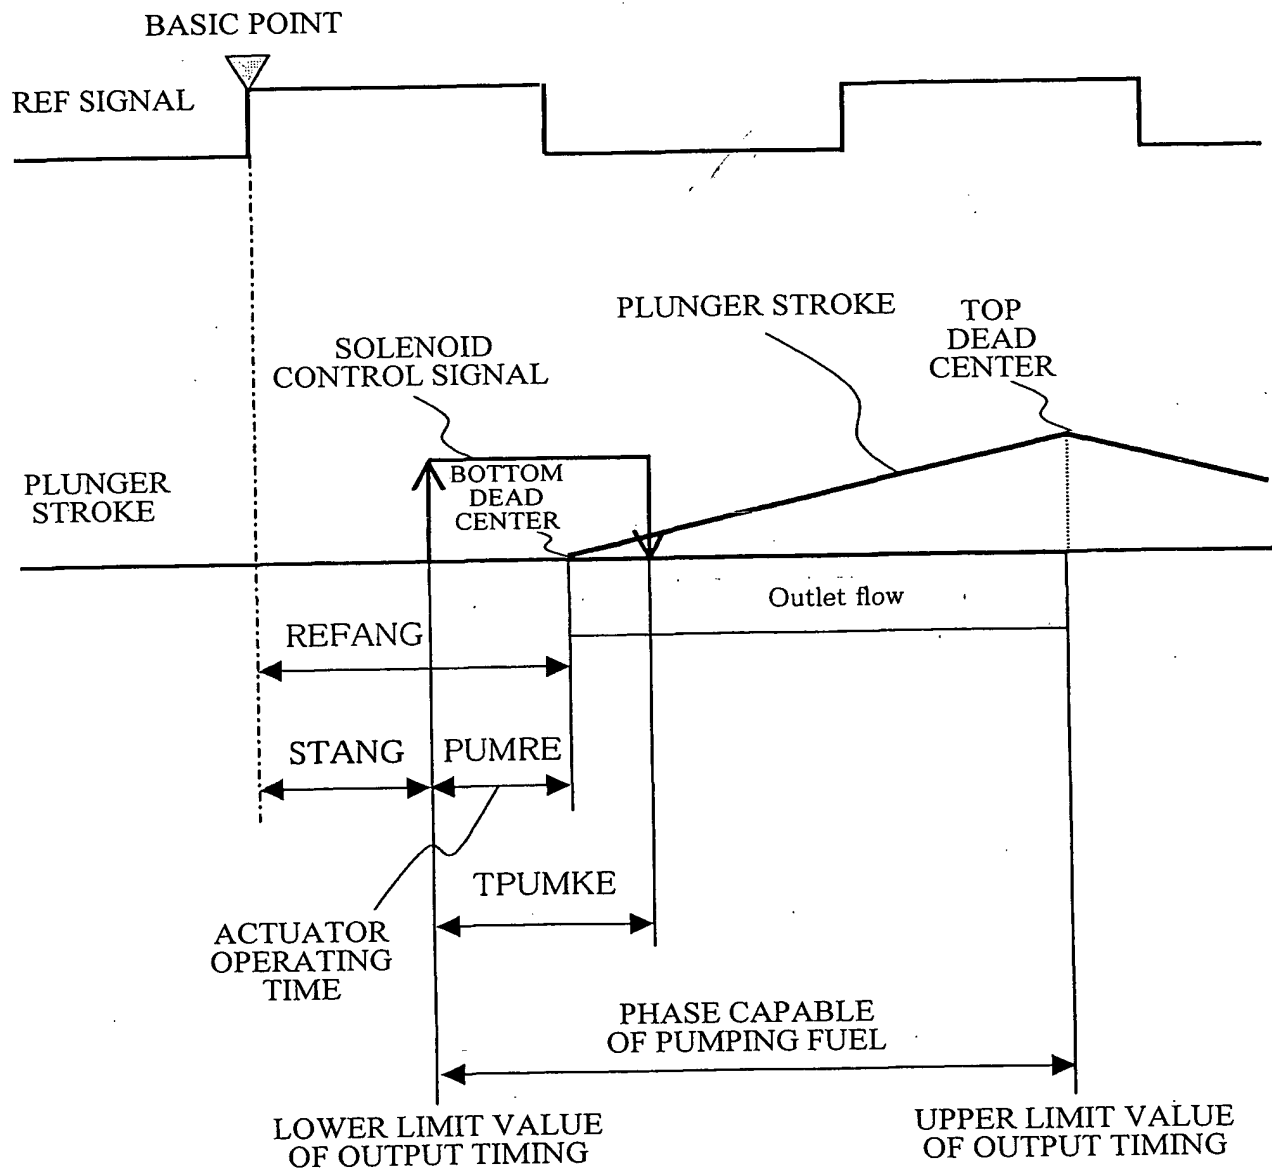 BASIC POINT
REF SIGNAL
PLUNGER STROKE
TOP
DEAD
CENTER
SOLENOID
CONTROL SIGNAL
PLUNGER
STROKE
BOTTOM
DEAD
CENTER
Outlet flow
REFANG
STANG
PUMRE
TPUMKE
ACTUATOR
OPERATING
TIME
PHASE CAPABLE
OF PUMPING FUEL
LOWER LIMIT VALUE
OF OUTPUT TIMING
UPPER LIMIT VALUE
OF OUTPUT TIMING